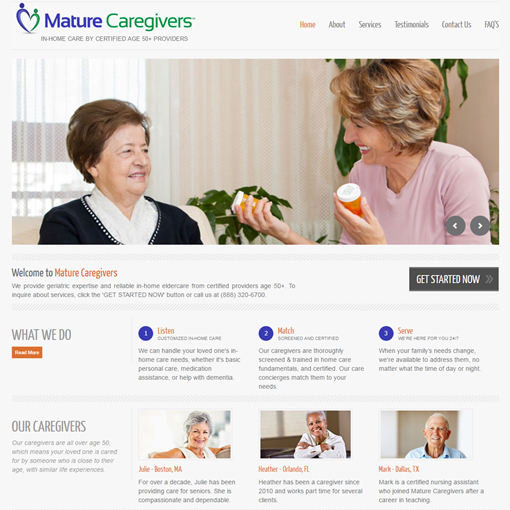 Mature Caregivers™
IN-HOME CARE BY CERTIFIED AGE 50+ PROVIDERS
Home About Services Testimonials Contact Us FAQ'S
Welcome to Mature Caregivers
We provide geriatric expertise and reliable in-home eldercare from certified providers age 50+ To
inquire about services, click the 'GET STARTED NOW' button or call us at (888) 320-6700.
GET STARTED NOW
WHAT WE DO
Read More
1 Listen
CUSTOMIZED IN-HOME CARE
We can handle your loved one's in-
home care needs, whether it's basic
personal care, medication
assistance, or help with dementia.
2 Match
SCREENED AND CERTIFIED
Our caregivers are thoroughly
screened & trained in home care
fundamentals, and certified. Our care
concierges match them to your
needs.
3 Serve
WE'RE HERE FOR YOU 24/7
When your family's needs change,
we're available to address them, no
matter what the time of day or night.
OUR CAREGIVERS
Our caregivers are all over age 50,
which means your loved one is cared
for by someone who is close to their
age, with similar life experiences.
Julie - Boston, MA
For over a decade, Julie has been
providing care for seniors. She is
compassionate and dependable.
Heather - Orlando, FL
Heather has been a caregiver since
2010 and works part time for several
clients.
Mark - Dallas, TX
Mark is a certified nursing assistant
who joined Mature Caregivers after a
career in teaching.